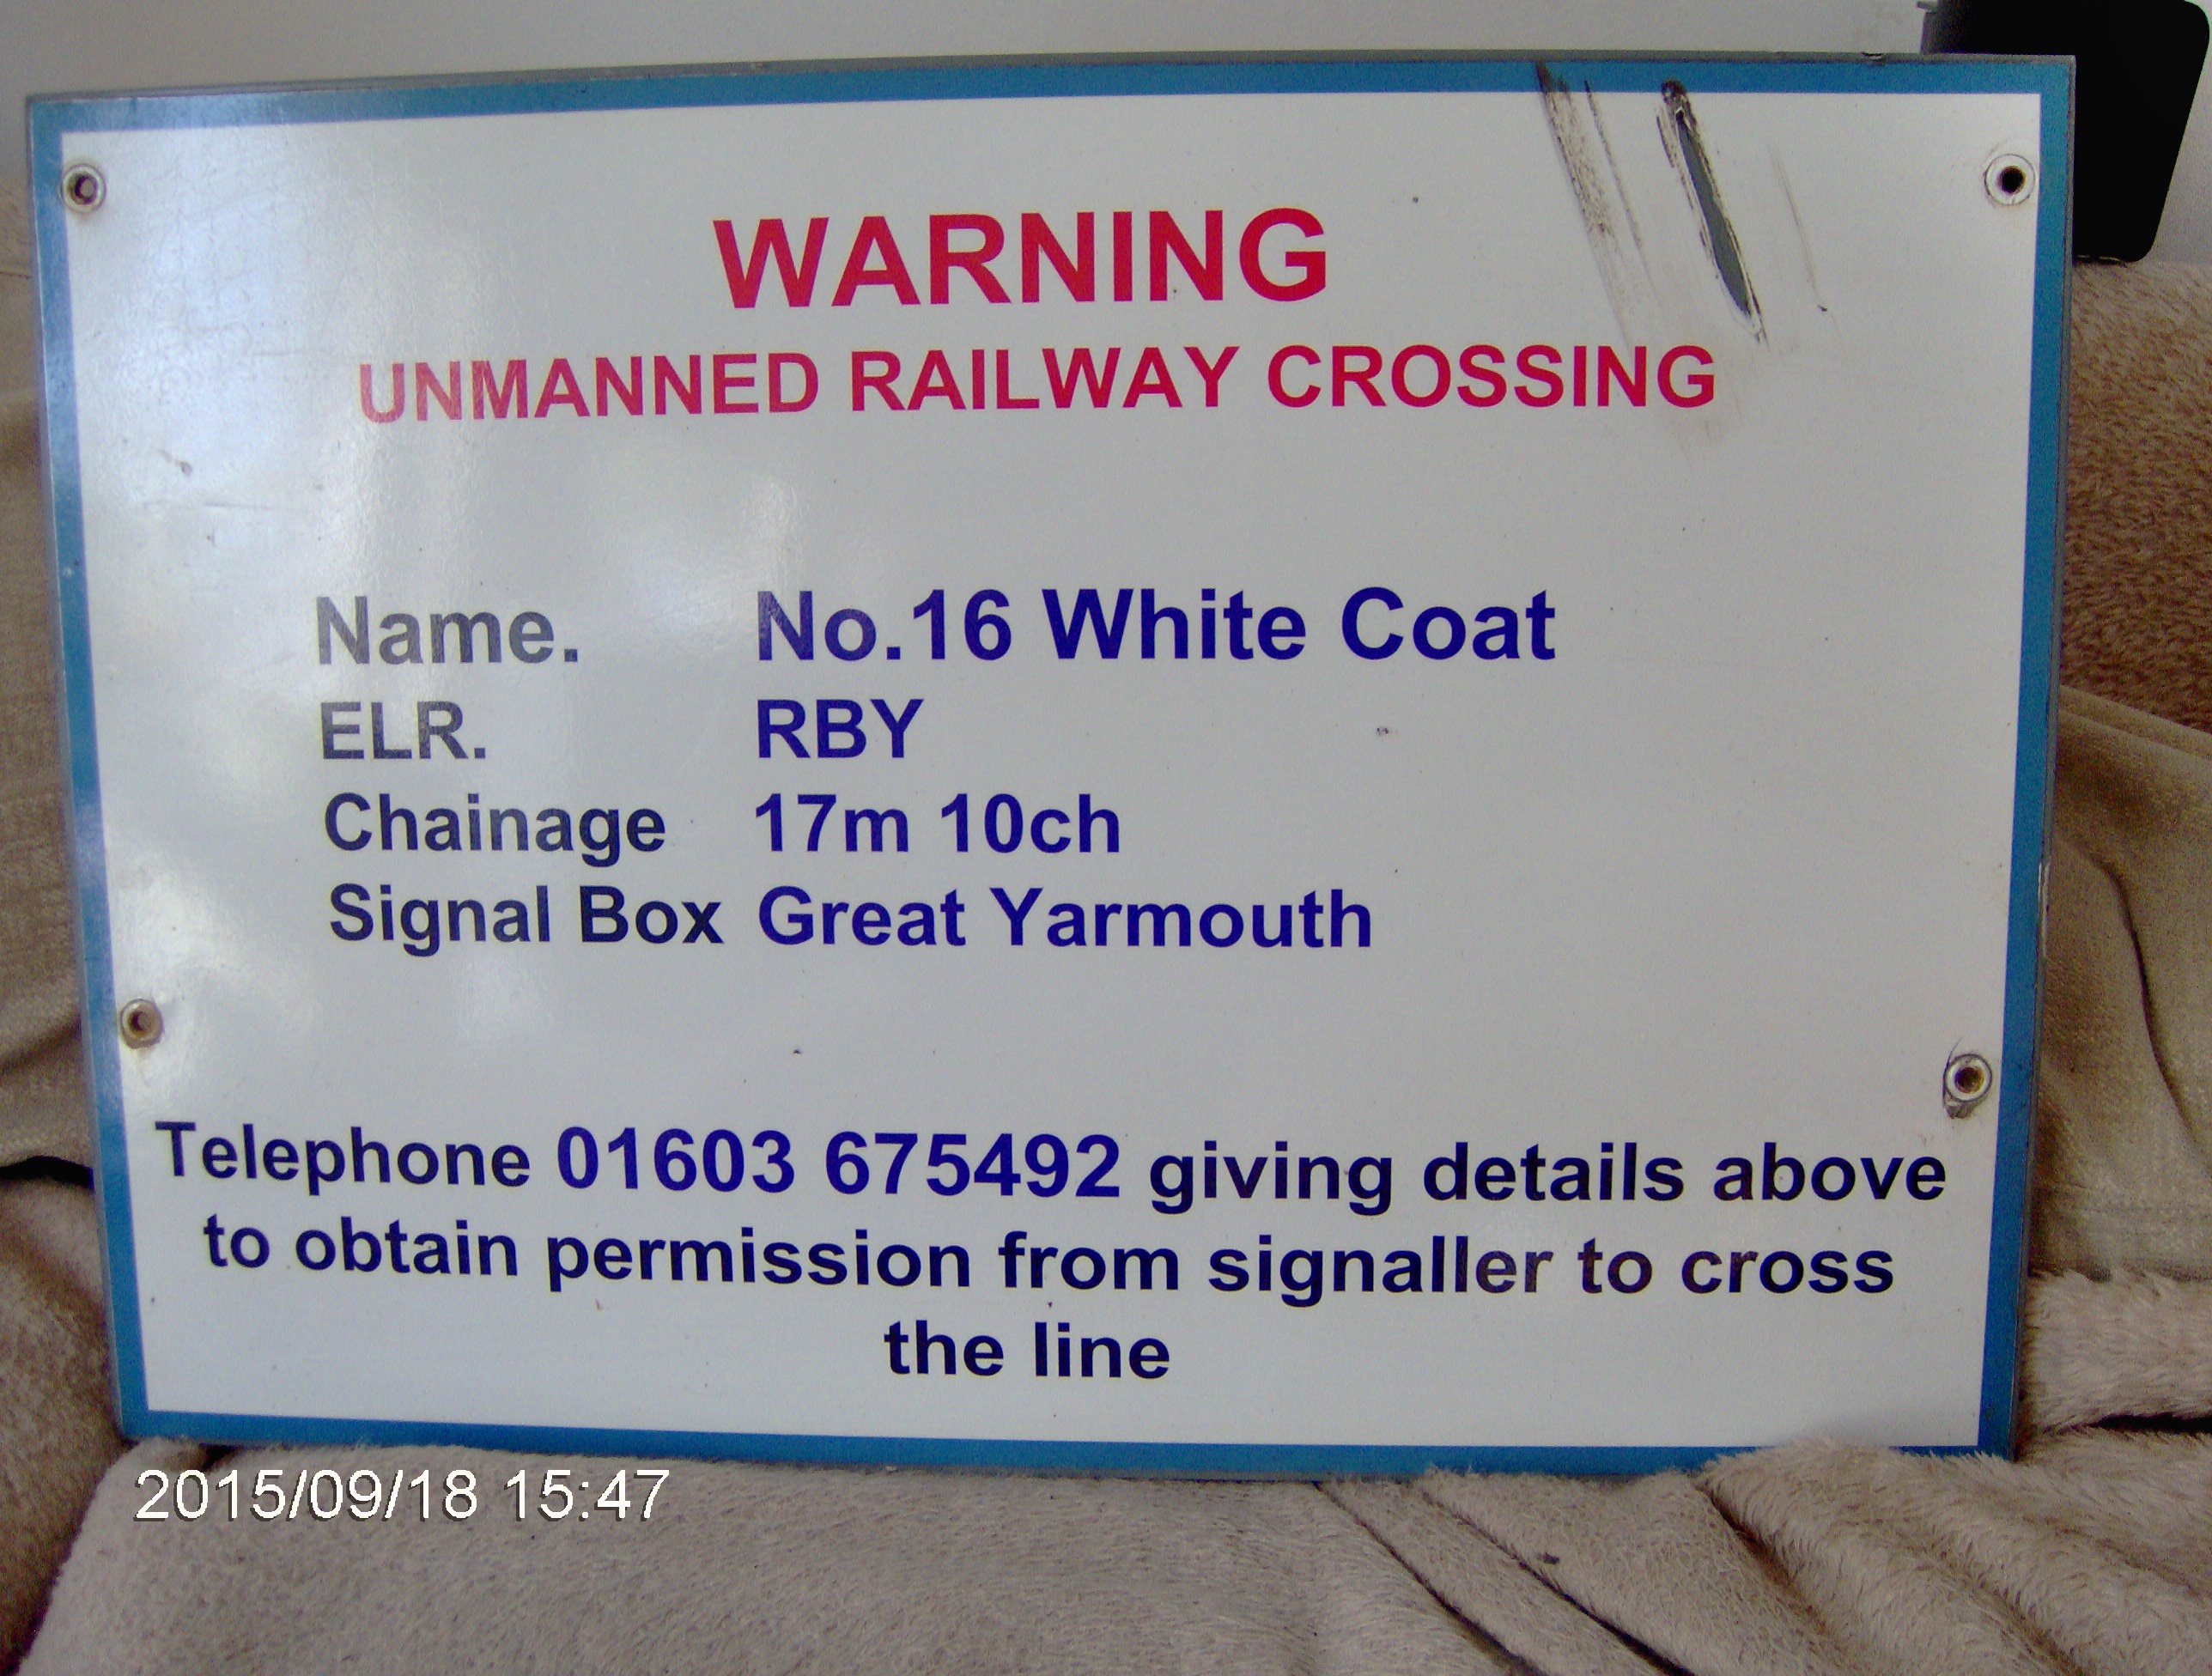 WARNING
UNMANNED RAILWAY CROSSING
Name. No.16 White Coat
ELR. RBY
Chainage 17m 10ch
Signal Box Great Yarmouth
Telephone 01603 675492 giving details above
to obtain permission from signaller to cross
the line
2015/09/18 15:47